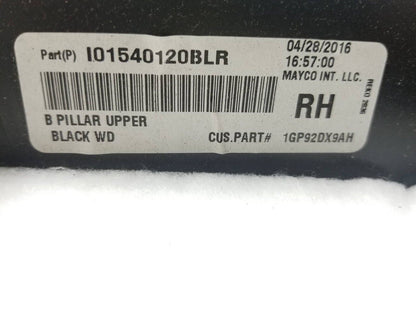 Part(P) I01540120BLR
04/28/2016
16:57:00
MAYCO INT. LLC.
RH
B PILLAR UPPER
BLACK WD
CUS.PART# 1GP92DX9AH